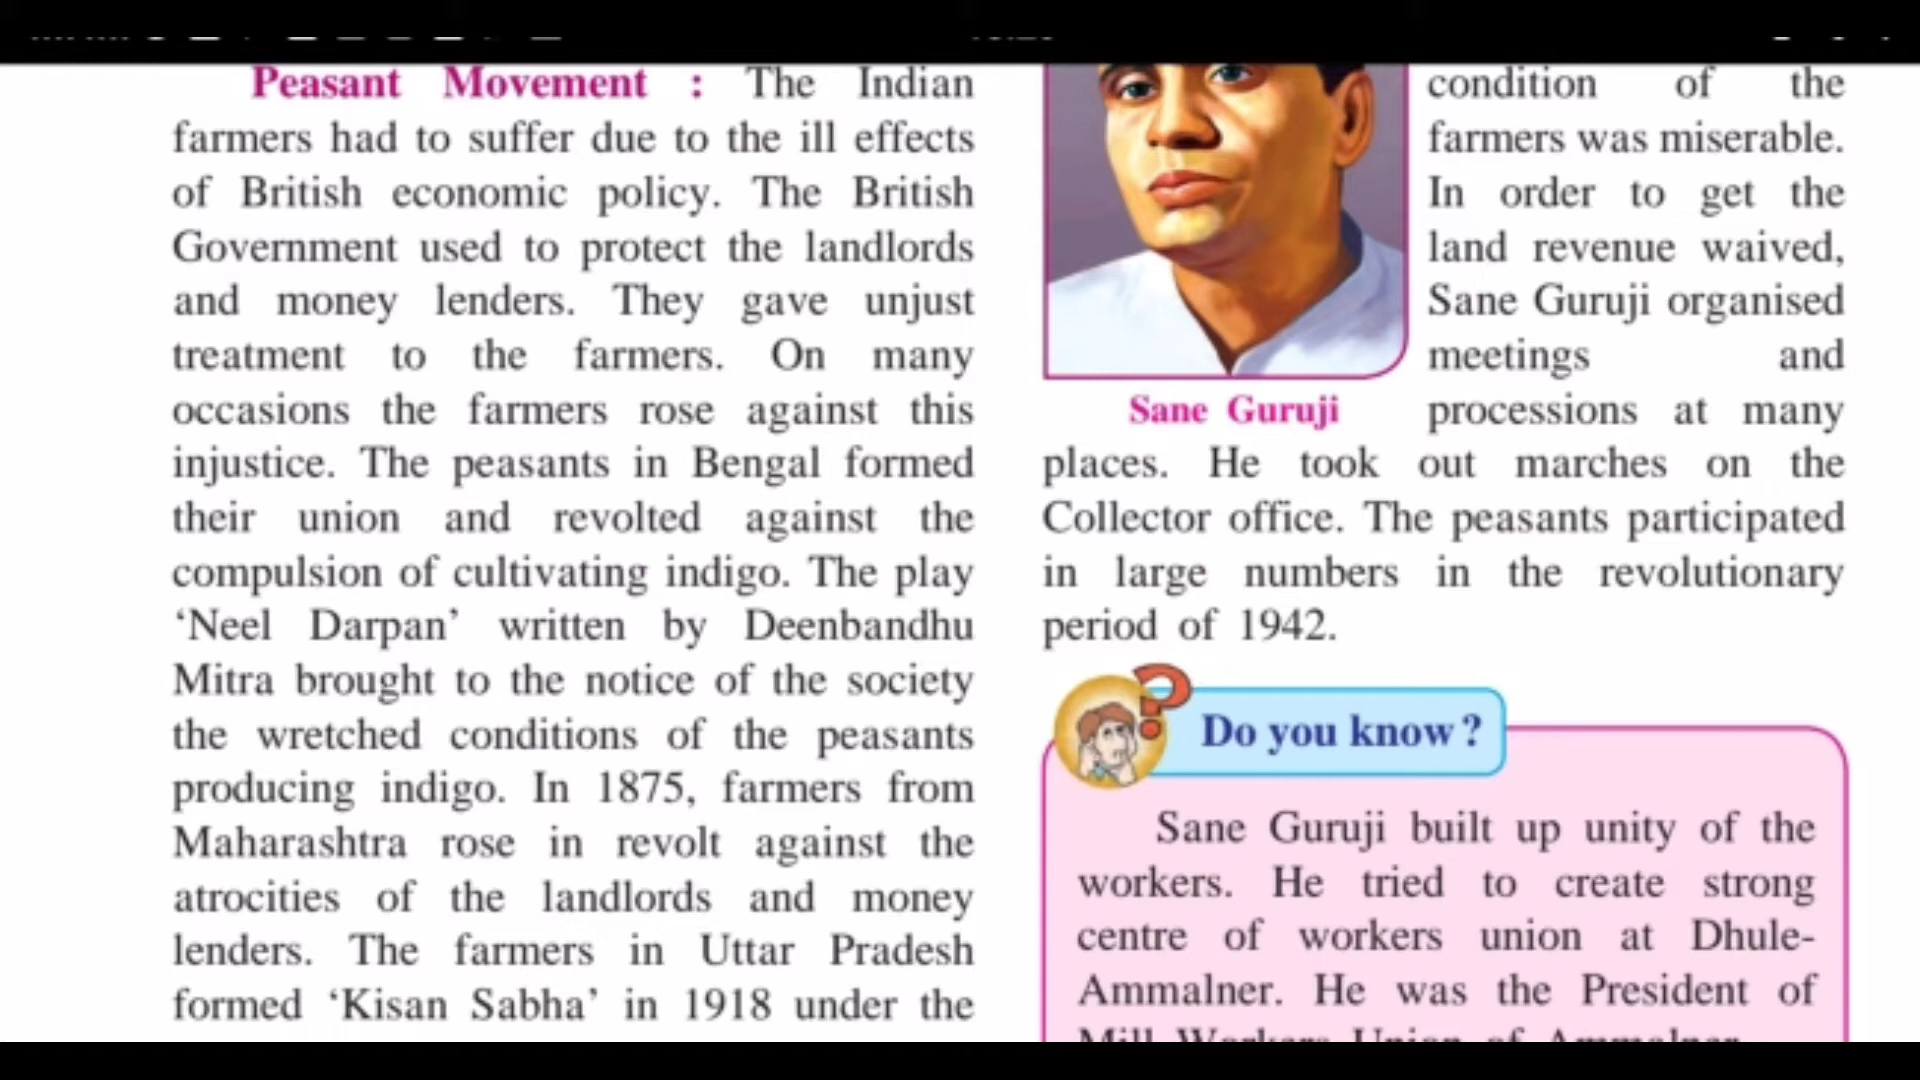 Peasant Movement : The Indian
farmers had to suffer due to the ill effects
of British economic policy. The British
Government used to protect the landlords
and money lenders. They gave unjust
treatment to the farmers. On many
occasions the farmers rose against this
injustice. The peasants in Bengal formed
their union and revolted against the
compulsion of cultivating indigo. The play
‘Neel Darpan’ written by Deenbandhu
Mitra brought to the notice of the society
the wretched conditions of the peasants
producing indigo. In 1875, farmers from
Maharashtra rose in revolt against the
atrocities of the landlords and money
lenders. The farmers in Uttar Pradesh
formed ‘Kisan Sabha’ in 1918 under the
Sane Guruji
condition of the
farmers was miserable.
In order to get the
land revenue waived,
Sane Guruji organised
meetings and
processions at many
places. He took out marches on the
Collector office. The peasants participated
in large numbers in the revolutionary
period of 1942.
Do you know ?
Sane Guruji built up unity of the
workers. He tried to create strong
centre of workers union at Dhule-
Ammalner. He was the President of
Mill Workers Union of Ammalner